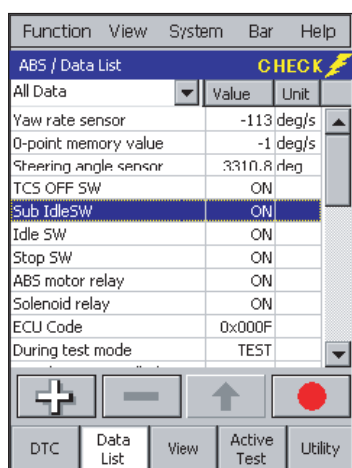 Function View System Bar Help
ABS / Data List CHECK
All Data Value Unit
Yaw rate sensor -113 deg/s
0-point memory value -1 deg/s
Steering angle sensor 3310.8 deg
TCS OFF SW ON
Sub IdleSW ON
Idle SW ON
Stop SW ON
ABS motor relay ON
Solenoid relay ON
ECU Code 0x000F
During test mode TEST
DTC Data List View Active Test Utility